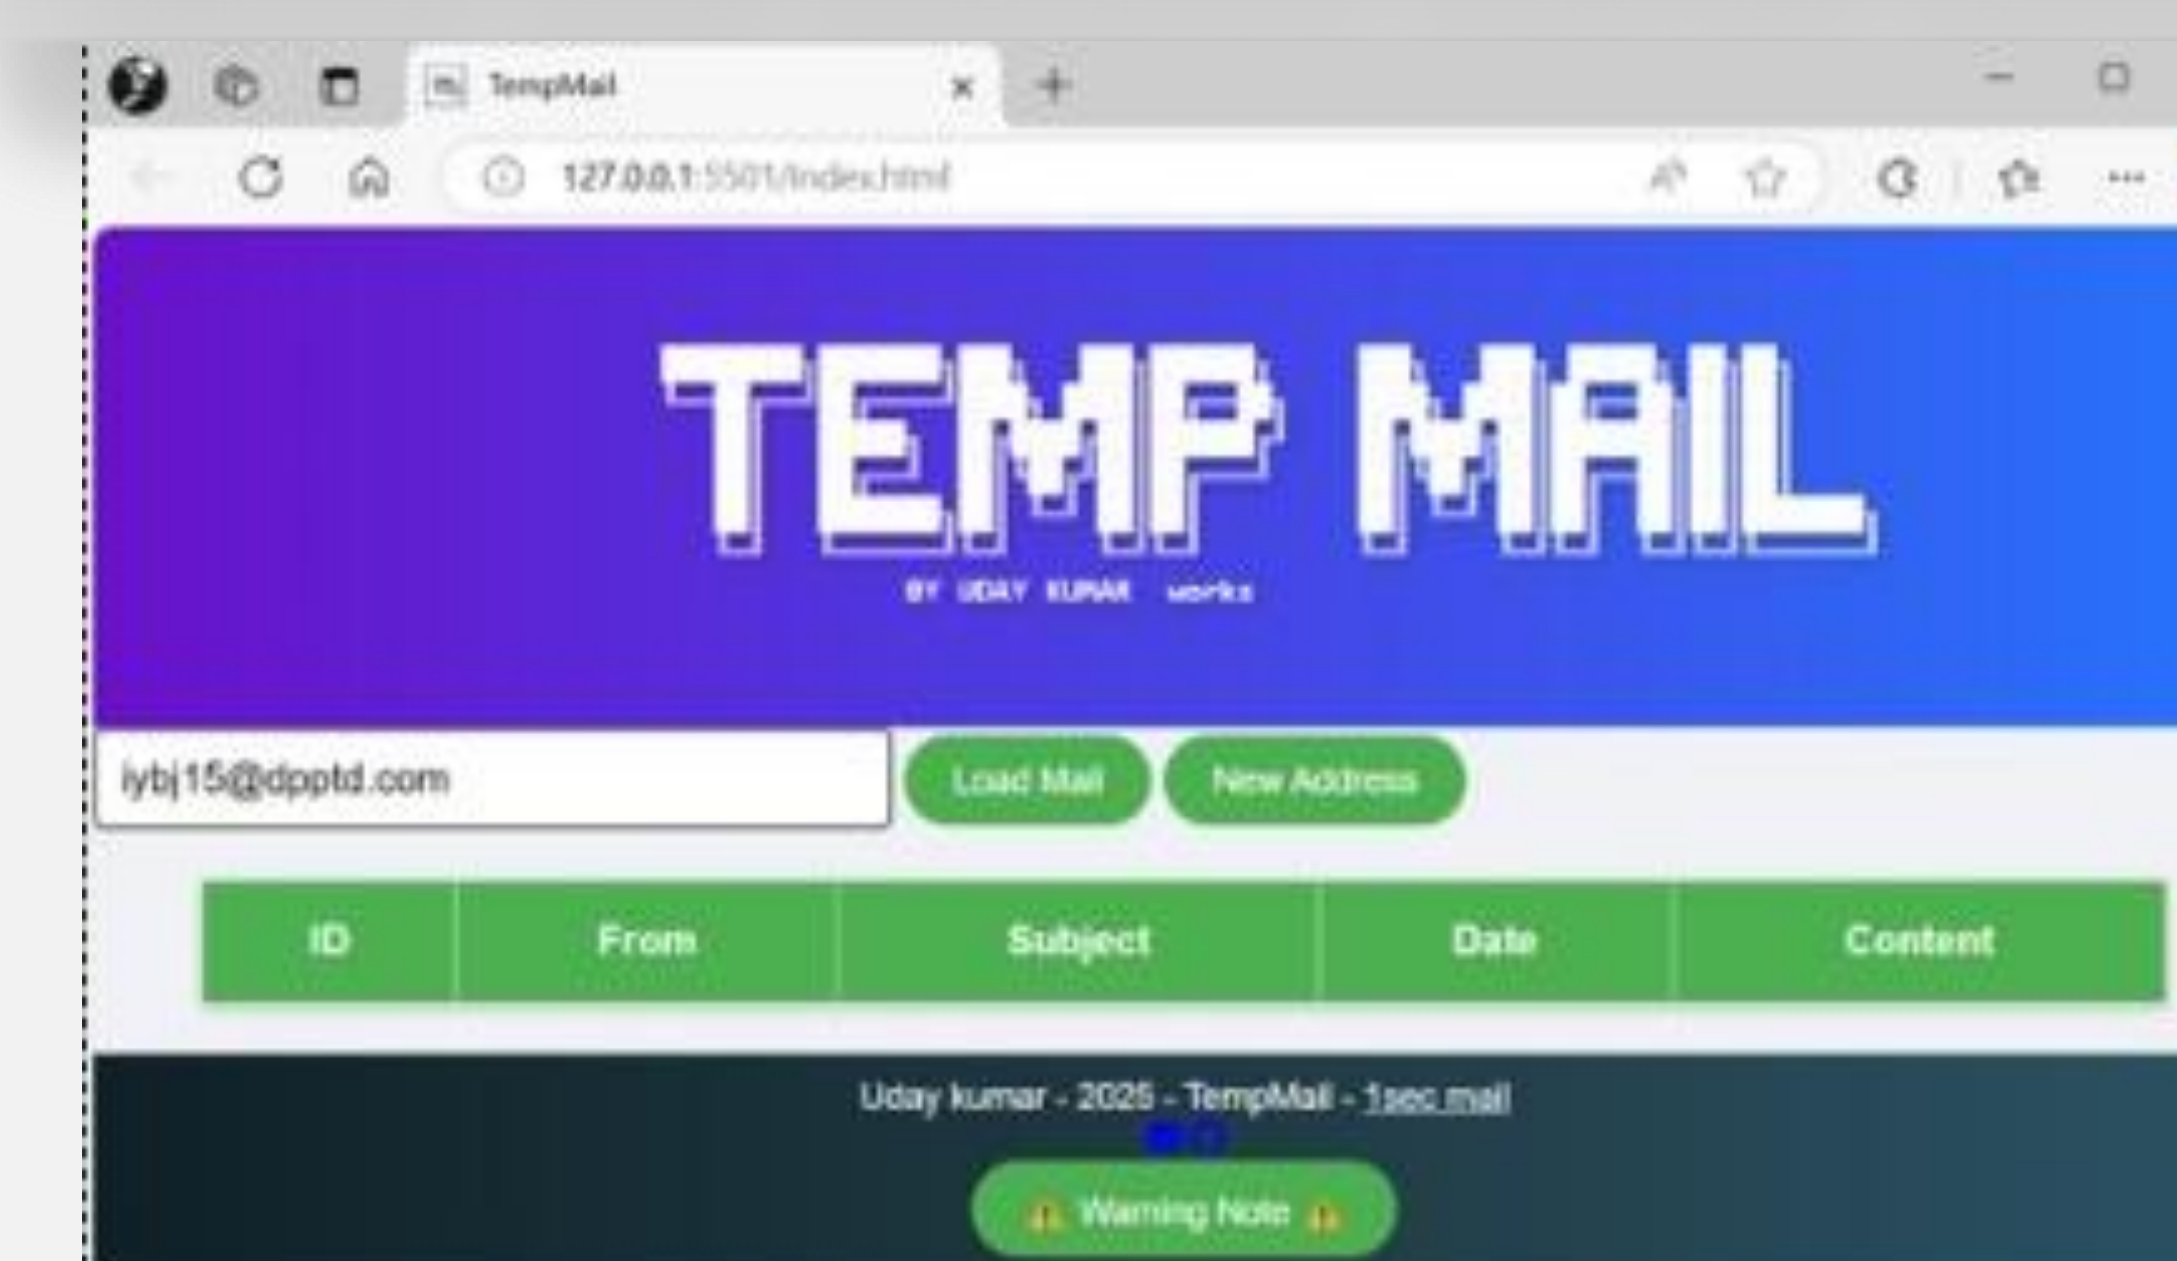 TempMail
127.0.0.1:5501/index.html
TEMP MAIL
BY UDAY KUMAR works
iybj15@dpptd.com
Load Mail
New Address
ID From Subject Date Content
Uday kumar - 2025 - TempMail - 1sec mail
⚠️ Warning Note ⚠️